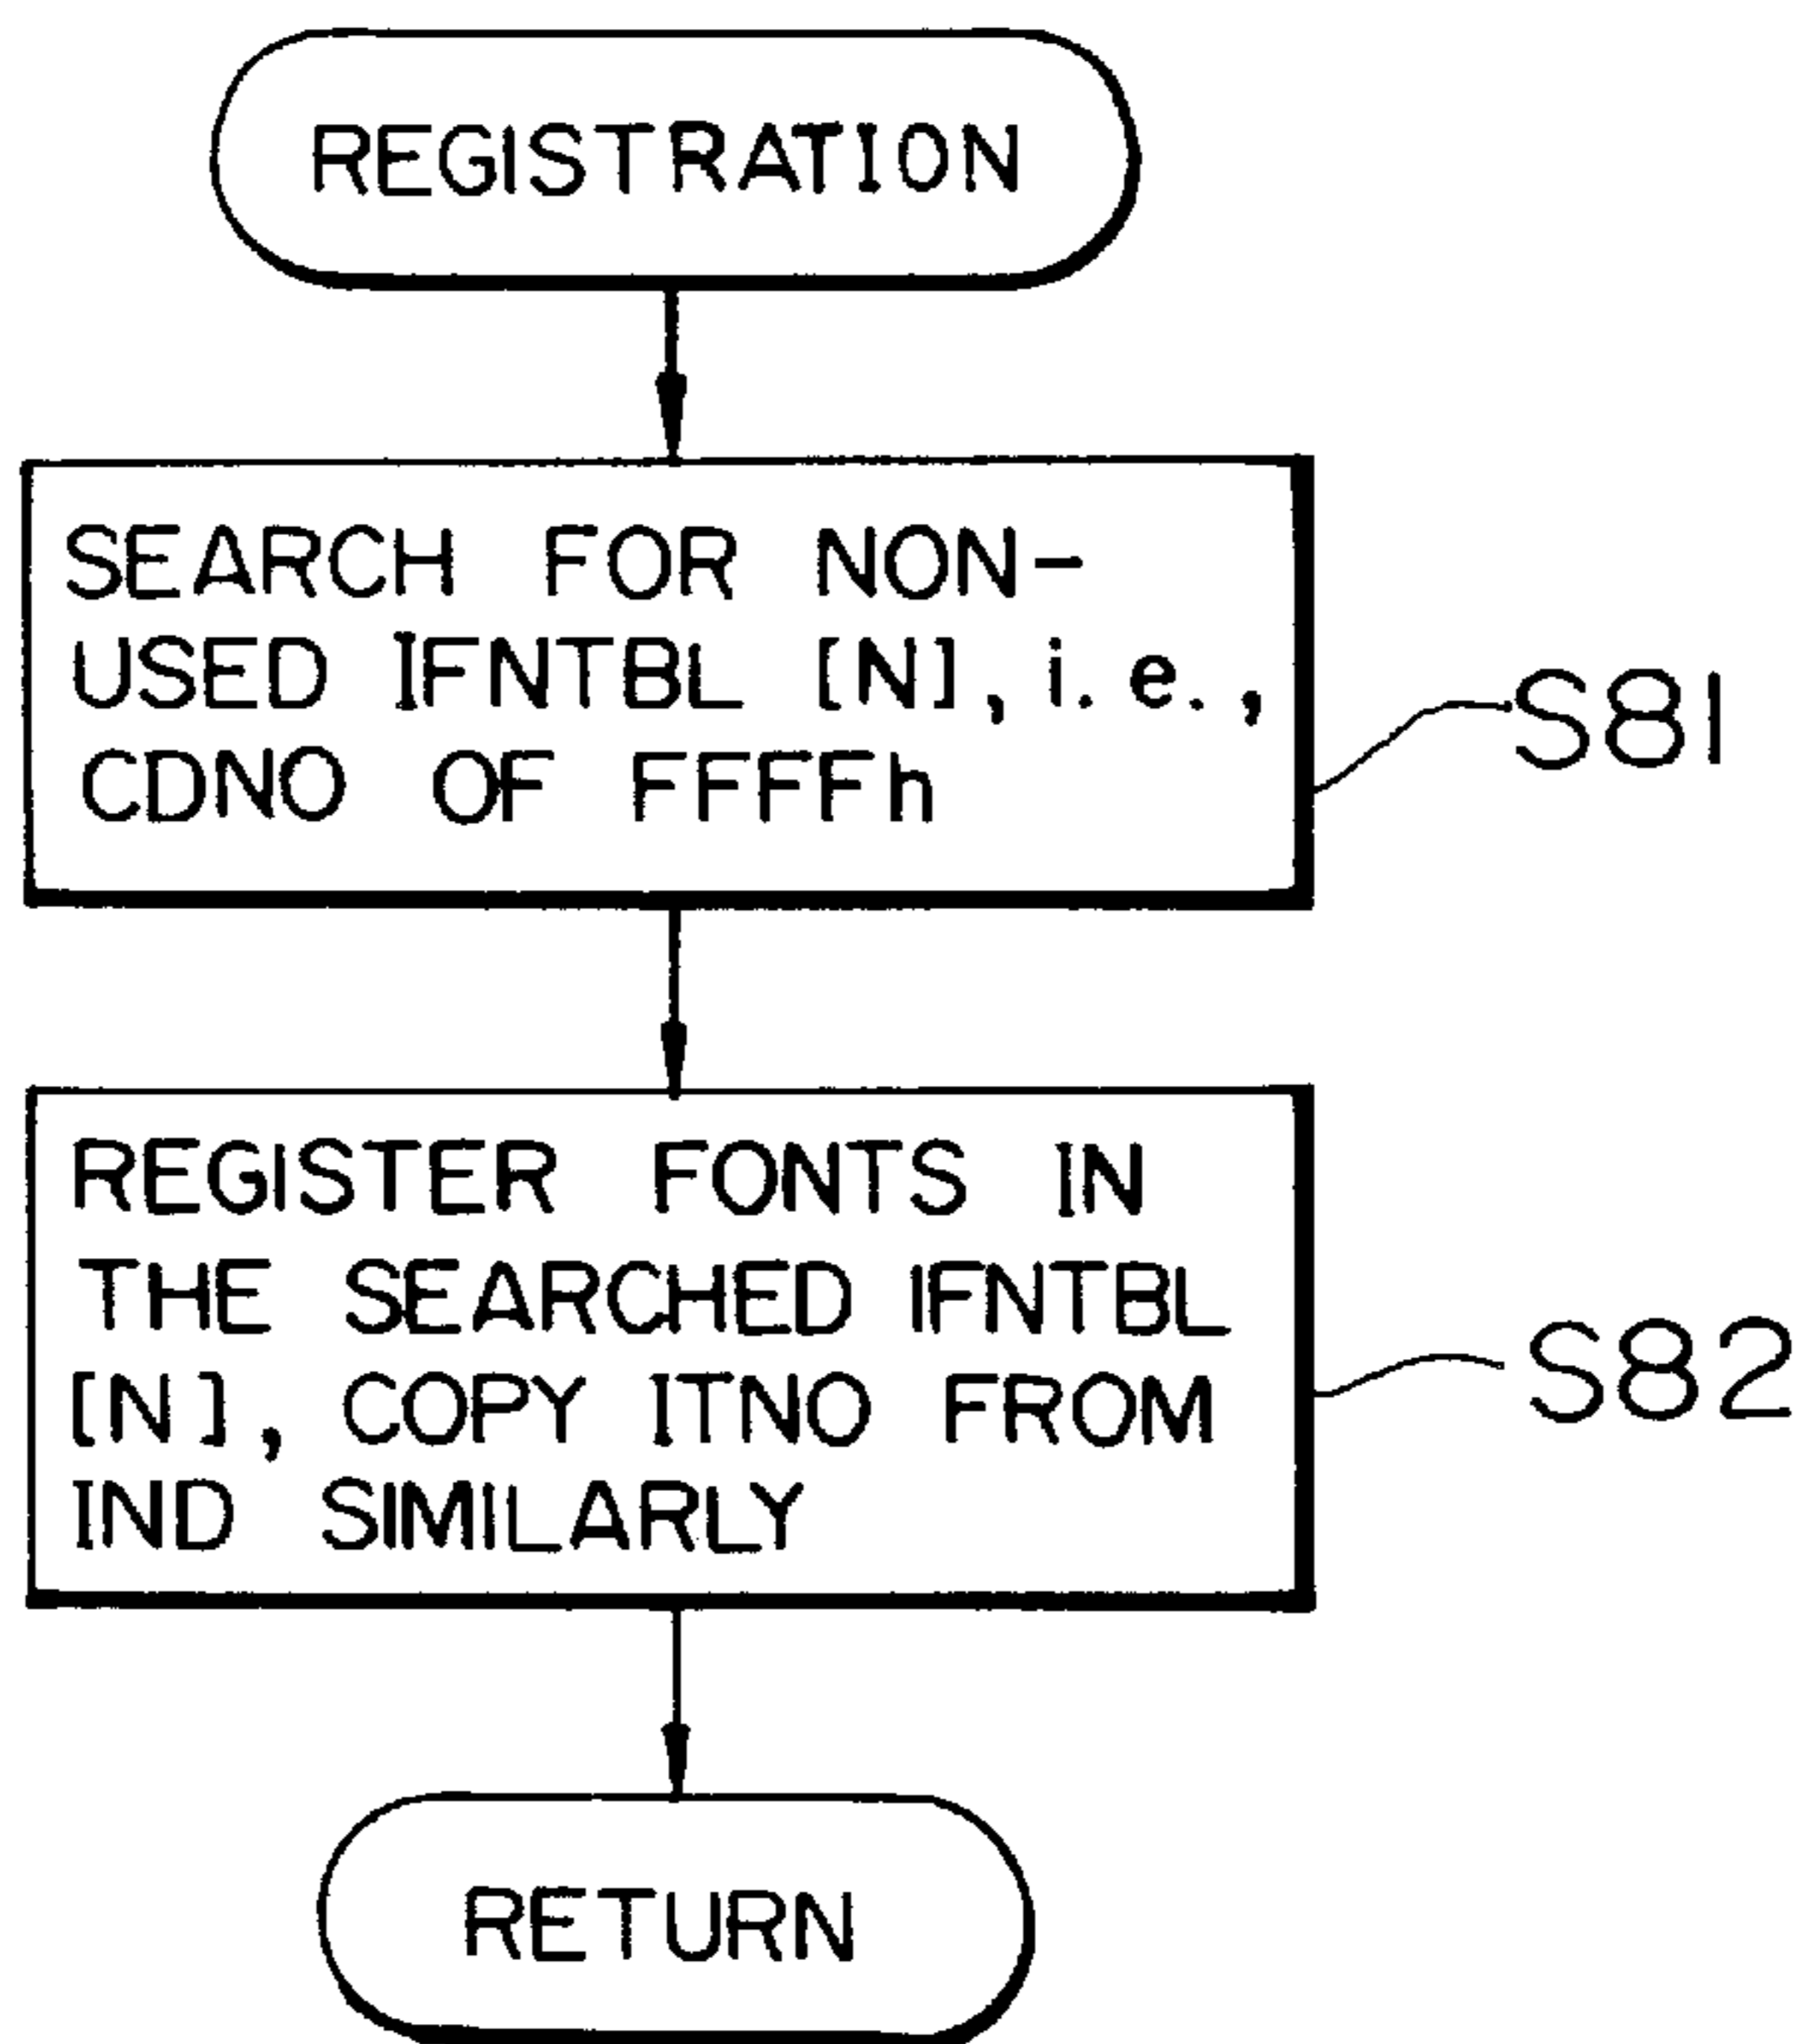 REGISTRATION
SEARCH FOR NON-
USED IFNTBL [N], i.e.,
CDNO OF FFFFh
S81
REGISTER FONTS IN
THE SEARCHED IFNTBL
[N], COPY ITNO FROM
IND SIMILARLY
S82
RETURN